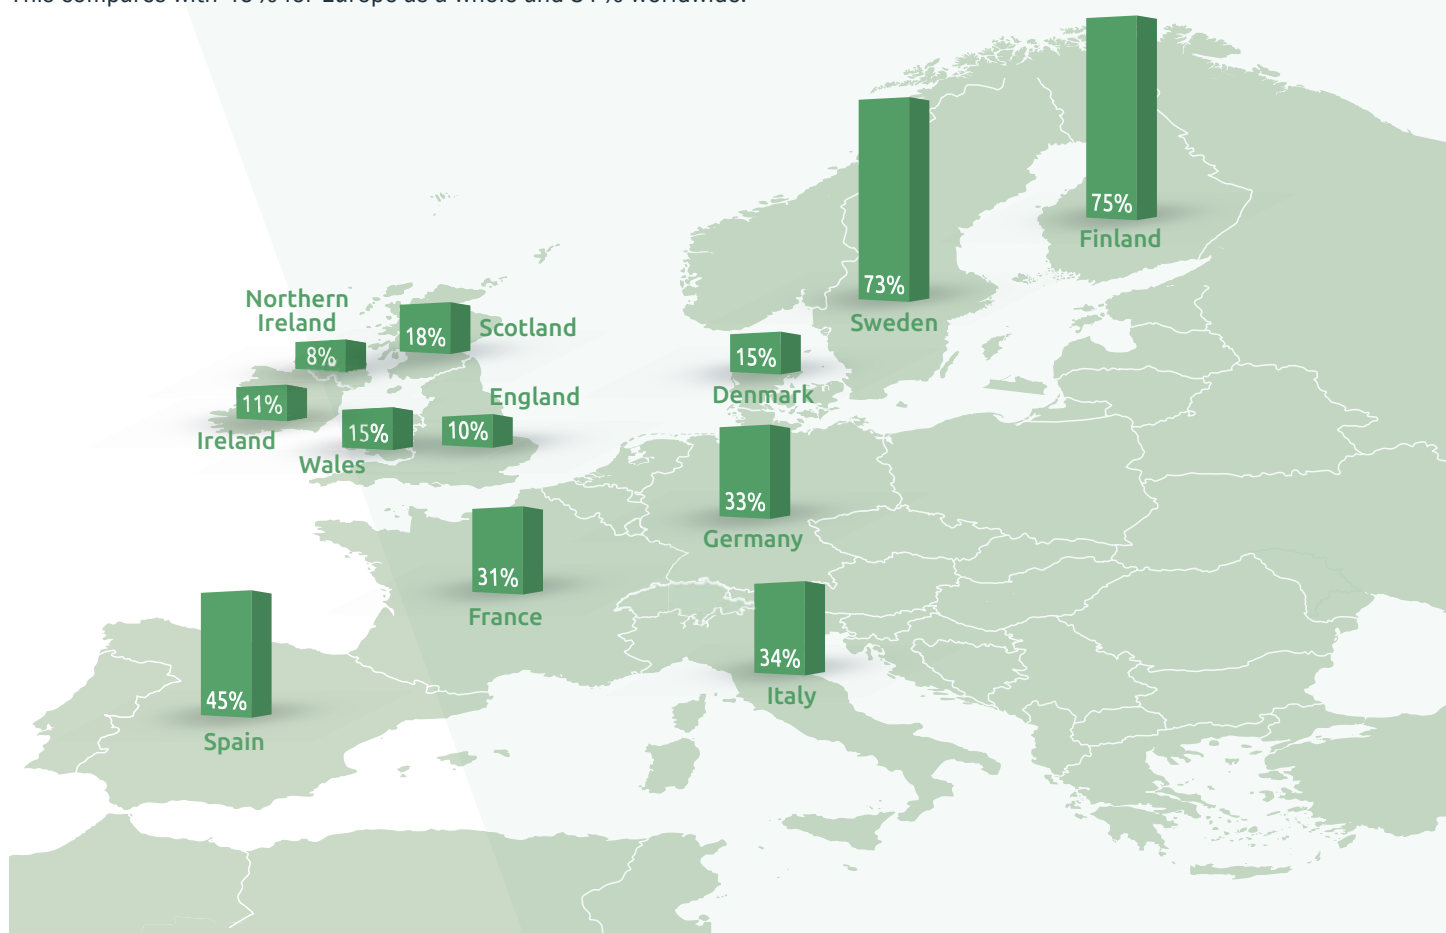 75%
Finland
73%
Sweden
Northern
Ireland
8%
18%
Scotland
15%
Denmark
11%
Ireland
15%
Wales
England
10%
33%
Germany
31%
France
34%
Italy
45%
Spain